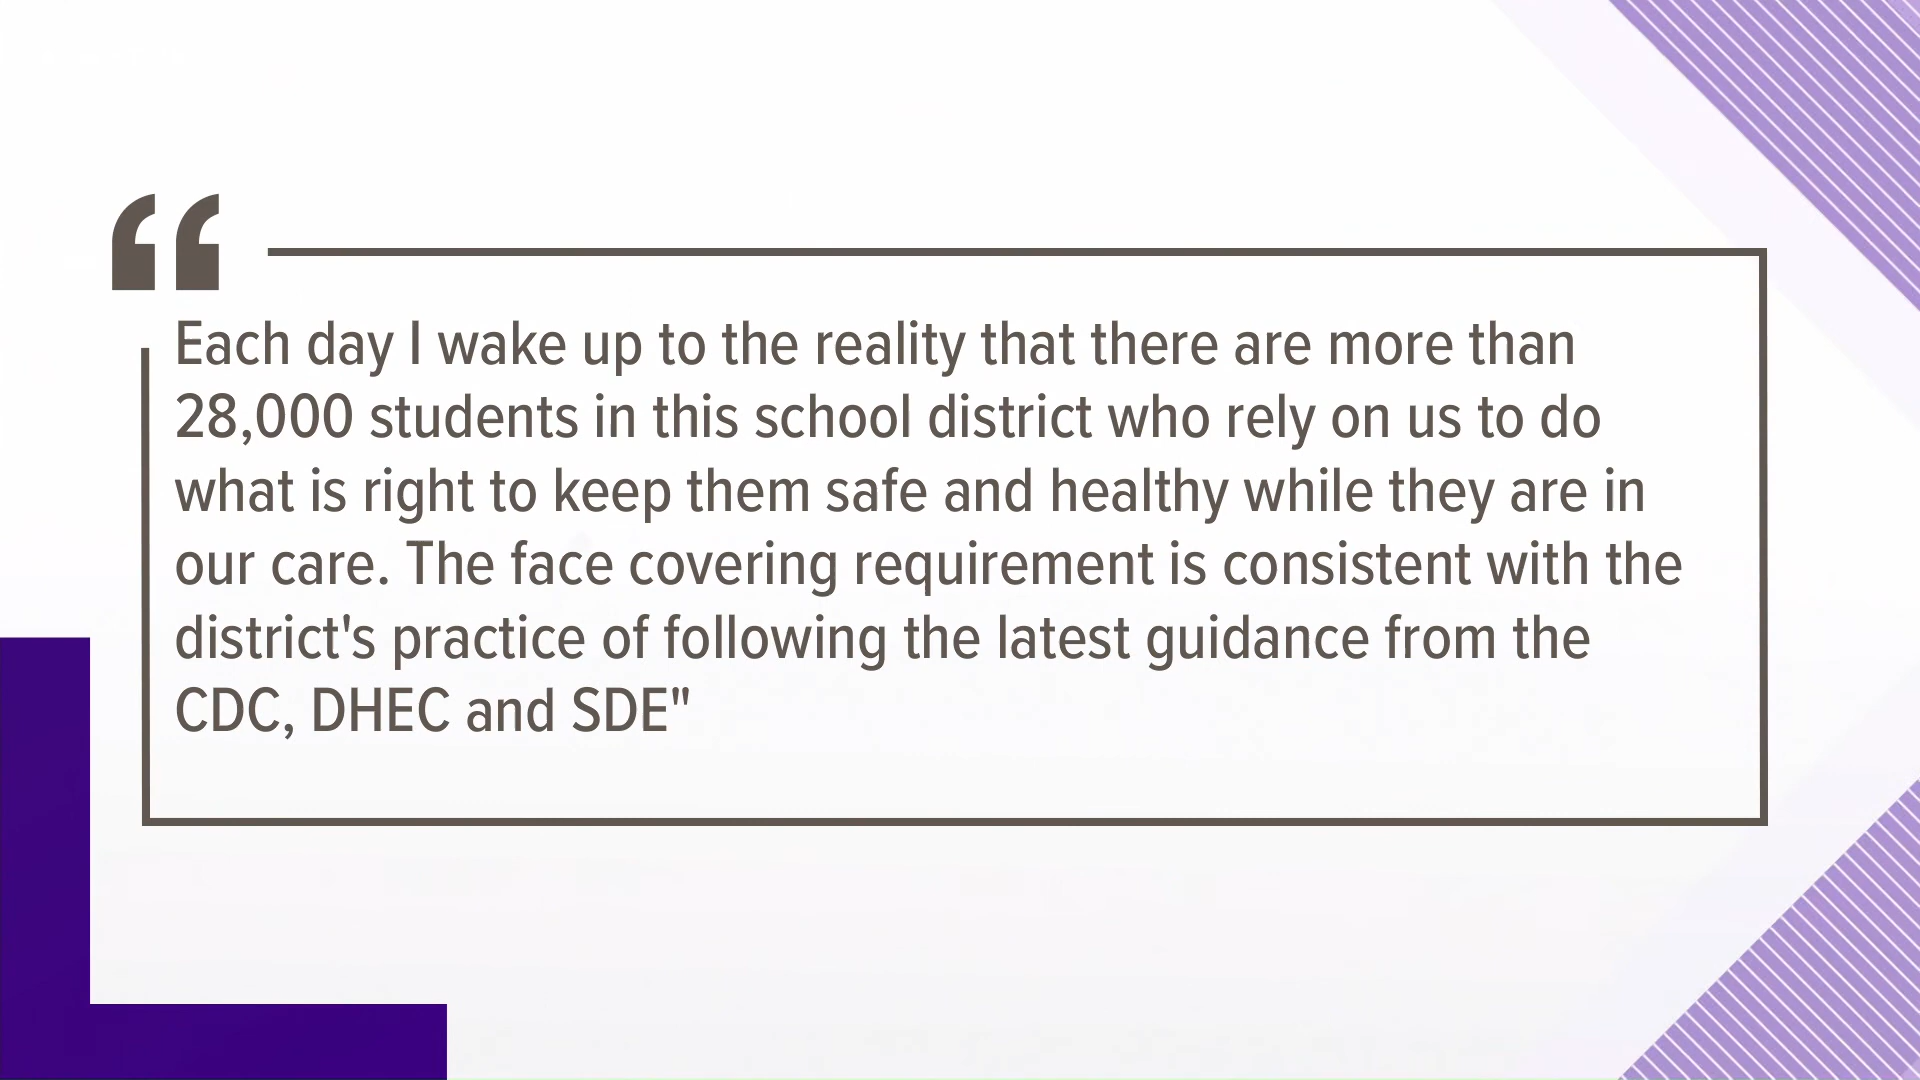 “
Each day I wake up to the reality that there are more than
28,000 students in this school district who rely on us to do
what is right to keep them safe and healthy while they are in
our care. The face covering requirement is consistent with the
district's practice of following the latest guidance from the
CDC, DHEC and SDE"